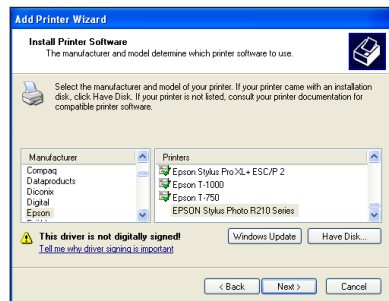 Add Printer Wizard
Install Printer Software
The manufacturer and model determine which printer software to use.
Select the manufacturer and model of your printer. If your printer came with an installation
disk, click Have Disk. If your printer is not listed, consult your printer documentation for
compatible printer software.
Manufacturer
Compaq
Dataproducts
Diconix
Digital
Epson
Printers
Epson Stylus Pro XL+ ESC/P 2
Epson T-1000
Epson T-750
EPSON Stylus Photo R210 Series
This driver is not digitally signed!
Tell me why driver signing is important
Windows Update
Have Disk...
< Back
Next >
Cancel